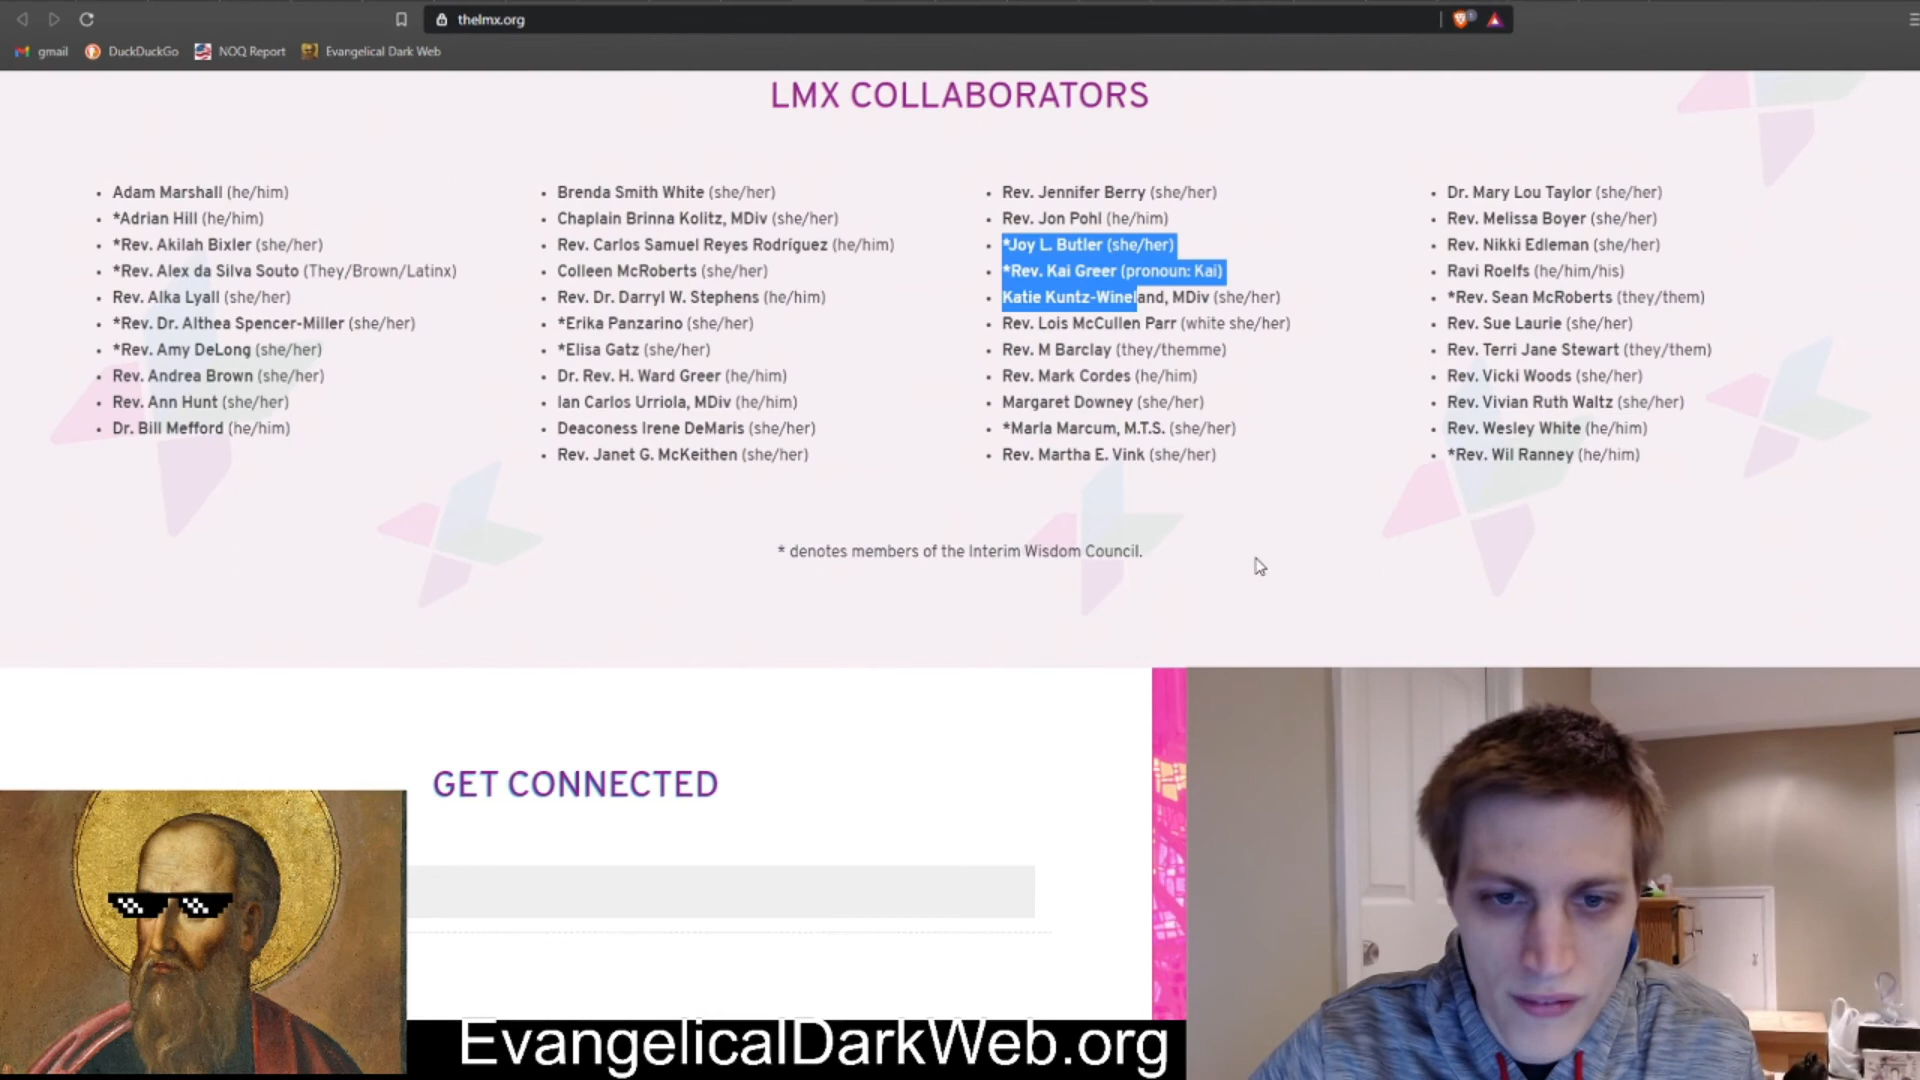 thelmx.org
gmail
DuckDuckGo
NOQ Report
Evangelical Dark Web
LMX COLLABORATORS
Adam Marshall (he/him)
*Adrian Hill (he/him)
*Rev. Akilah Bixler (she/her)
*Rev. Alex da Silva Souto (They/Brown/Latinx)
Rev. Alka Lyall (she/her)
*Rev. Dr. Althea Spencer-Miller (she/her)
*Rev. Amy DeLong (she/her)
Rev. Andrea Brown (she/her)
Rev. Ann Hunt (she/her)
Dr. Bill Mefford (he/him)
Brenda Smith White (she/her)
Chaplain Brinna Kolitz, MDiv (she/her)
Rev. Carlos Samuel Reyes Rodríguez (he/him)
Colleen McRoberts (she/her)
Rev. Dr. Darryl W. Stephens (he/him)
*Erika Panzarino (she/her)
*Elisa Gatz (she/her)
Dr. Rev. H. Ward Greer (he/him)
Ian Carlos Urriola, MDiv (he/him)
Deaconess Irene DeMaris (she/her)
Rev. Janet G. McKeithen (she/her)
Rev. Jennifer Berry (she/her)
Rev. Jon Pohl (he/him)
*Joy L. Butler (she/her)
*Rev. Kai Greer (pronoun: Kai)
Katie Kuntz-Wineland, MDiv (she/her)
Rev. Lois McCullen Parr (white she/her)
Rev. M Barclay (they/themme)
Rev. Mark Cordes (he/him)
Margaret Downey (she/her)
*Marla Marcum, M.T.S. (she/her)
Rev. Martha E. Vink (she/her)
Dr. Mary Lou Taylor (she/her)
Rev. Melissa Boyer (she/her)
Rev. Nikki Edleman (she/her)
Ravi Roelfs (he/him/his)
*Rev. Sean McRoberts (they/them)
Rev. Sue Laurie (she/her)
Rev. Terri Jane Stewart (they/them)
Rev. Vicki Woods (she/her)
Rev. Vivian Ruth Waltz (she/her)
Rev. Wesley White (he/him)
*Rev. Wil Ranney (he/him)
* denotes members of the Interim Wisdom Council.
GET CONNECTED
EvangelicalDarkWeb.org